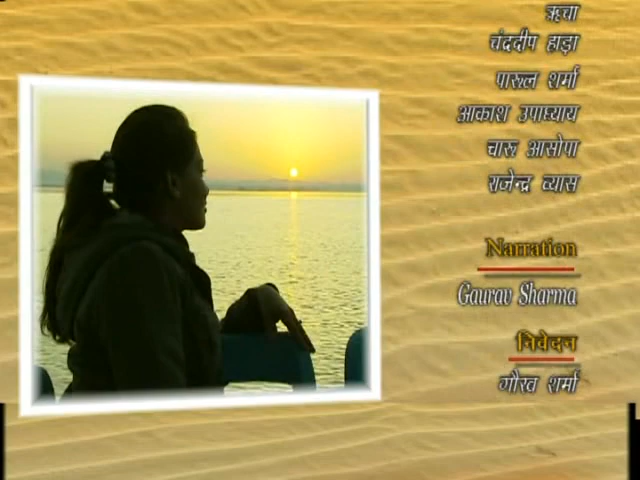 ऋचा
चंद्रदीप हाड़ा
पारूल शर्मा
आकाश उपाध्याय
चारू आसोपा
राजेन्द्र व्यास
Narration
Gaurav Sharma
निवेदन
गौरव शर्मा